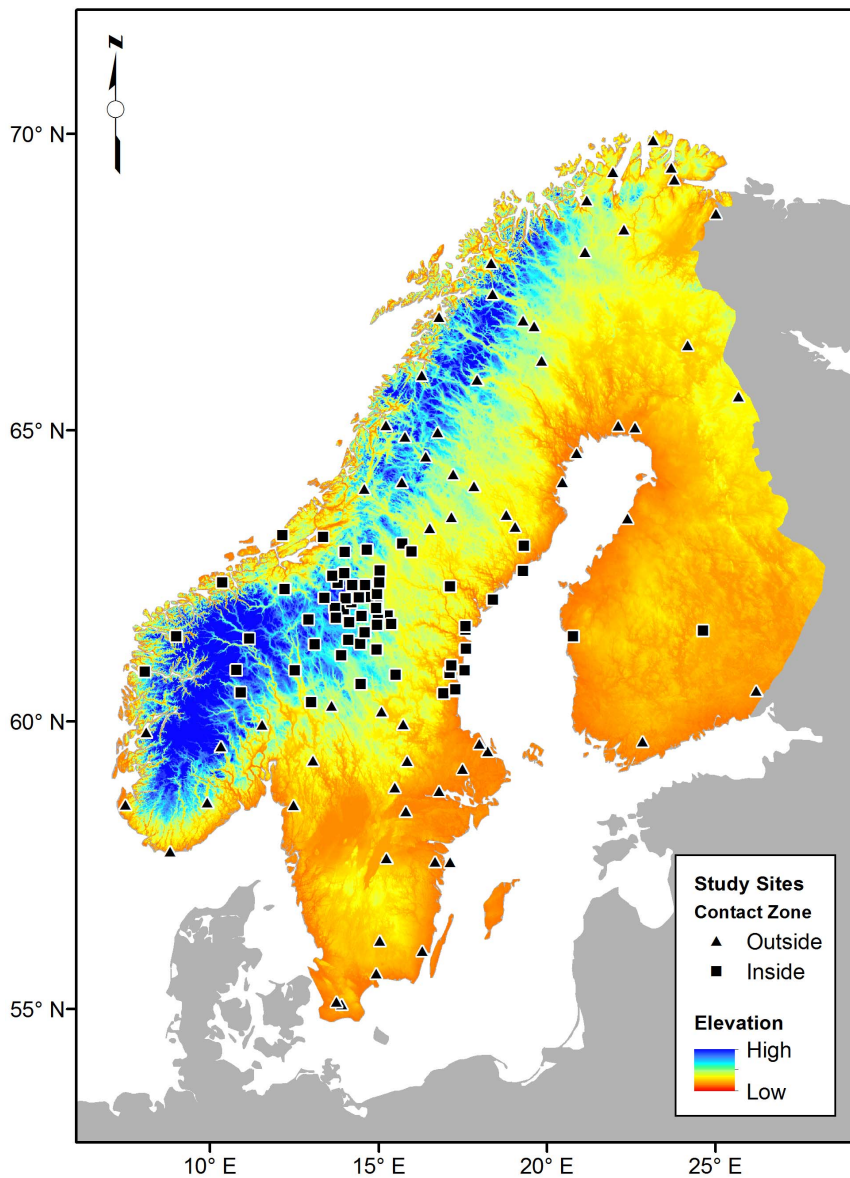 N
70° N
65° N
60° N
55° N
Study Sites
Contact Zone
Outside
Inside
Elevation
High
Low
10° E
15° E
20° E
25° E